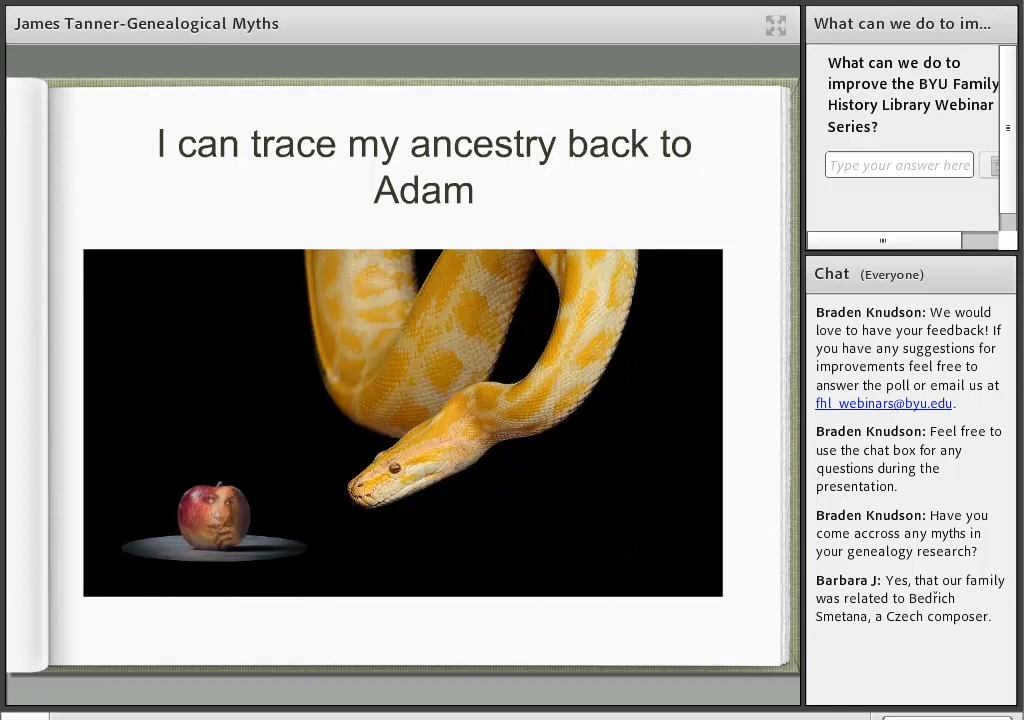 James Tanner-Genealogical Myths
I can trace my ancestry back to
Adam
What can we do to im...
What can we do to
improve the BYU Family
History Library Webinar
Series?
Type your answer here
Chat (Everyone)
Braden Knudson: We would
love to have your feedback! If
you have any suggestions for
improvements feel free to
answer the poll or email us at
fhl_webinars@byu.edu.
Braden Knudson: Feel free to
use the chat box for any
questions during the
presentation.
Braden Knudson: Have you
come accross any myths in
your genealogy research?
Barbara J: Yes, that our family
was related to Bedřich
Smetana, a Czech composer.